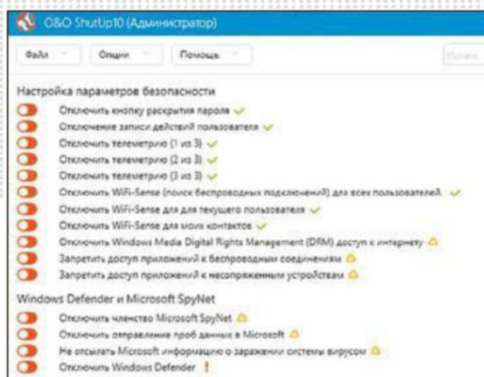 O&O ShutUp10 (Администратор)
Файл Опции Помощь Искать
Настройка параметров безопасности
Отключить кнопку раскрытия пароля
Отключение записи действий пользователя
Отключить телеметрию (1 из 3)
Отключить телеметрию (2 из 3)
Отключить телеметрию (3 из 3)
Отключить WiFi-Sense (поиск беспроводных подключений) для всех пользователей.
Отключить WiFi-Sense для для текущего пользователя
Отключить WiFi-Sense для моих контактов
Отключить Windows Media Digital Rights Management (DRM) доступ к интернету
Запретить доступ приложений к беспроводным соединениям
Запретить доступ приложений к несопряженным устройствам
Windows Defender и Microsoft SpyNet
Отключить членство Microsoft SpyNet
Отключить отправление проб данных в Microsoft
Не отсылать Microsoft информацию о заражении системы вирусом
Отключить Windows Defender